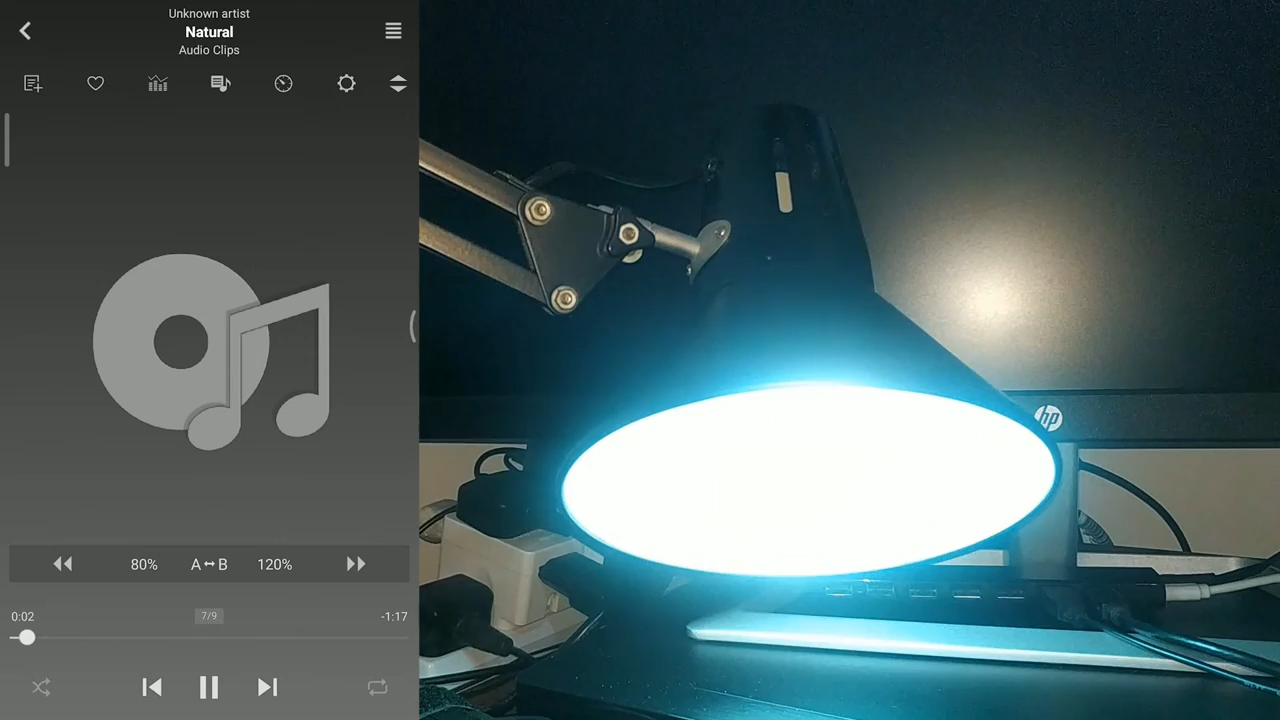 Unknown artist
Natural
Audio Clips
80% A↔B 120%
0:02 7/9 -1:17
hp